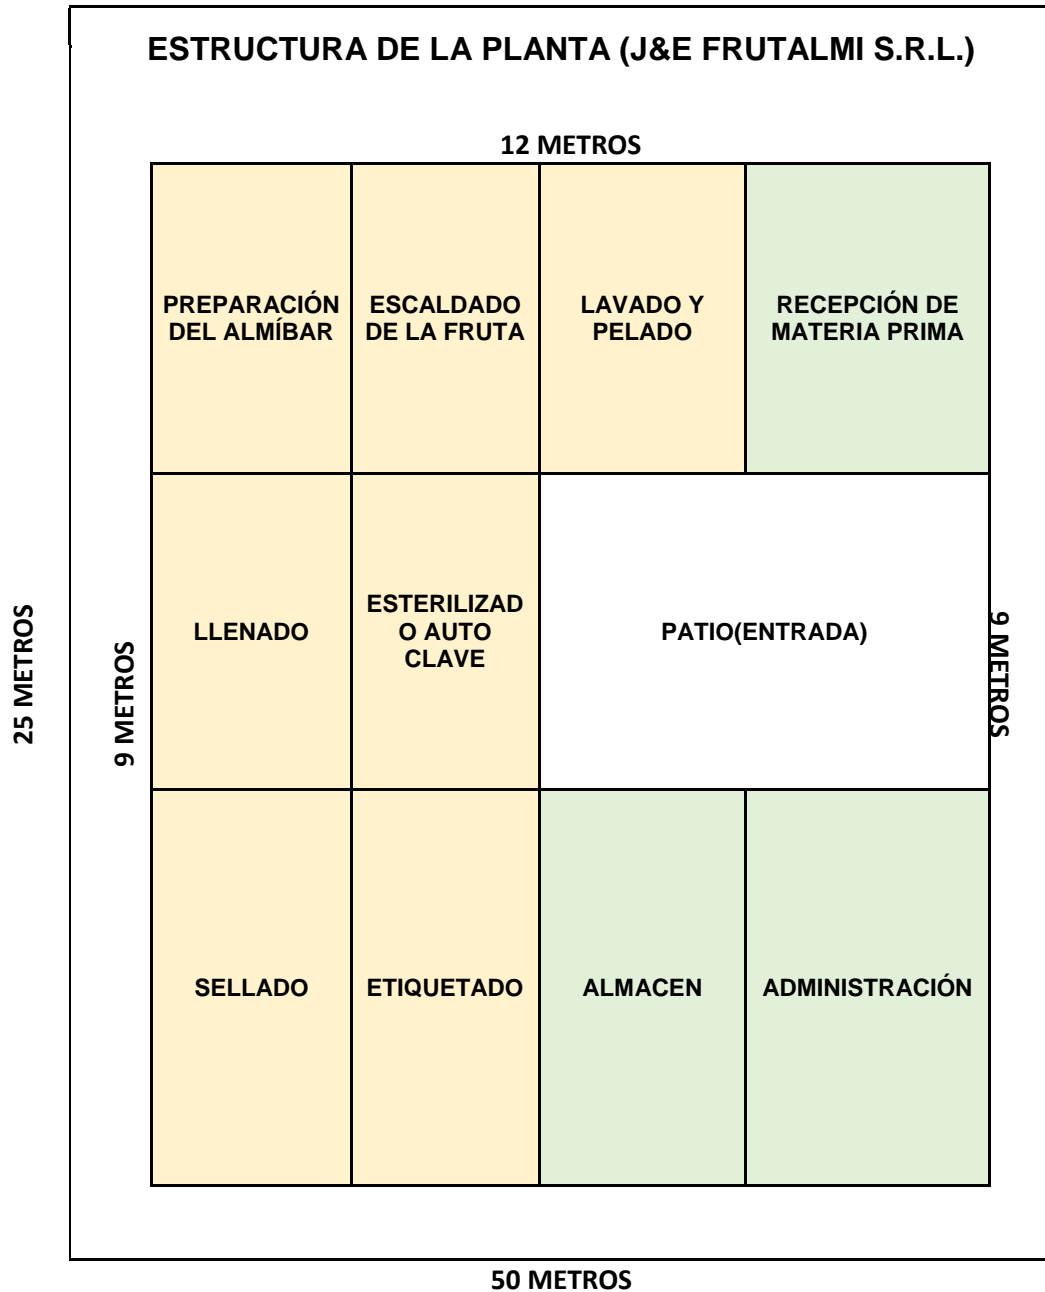 ESTRUCTURA DE LA PLANTA (J&E FRUTALMI S.R.L.)
12 METROS
PREPARACIÓN
DEL ALMÍBAR
ESCALDADO
DE LA FRUTA
LAVADO Y
PELADO
RECEPCIÓN DE
MATERIA PRIMA
25 METROS
9 METROS
LLENADO
ESTERILIZAD
O AUTO
CLAVE
PATIO(ENTRADA)
9 METROS
SELLADO
ETIQUETADO
ALMACEN
ADMINISTRACIÓN
50 METROS